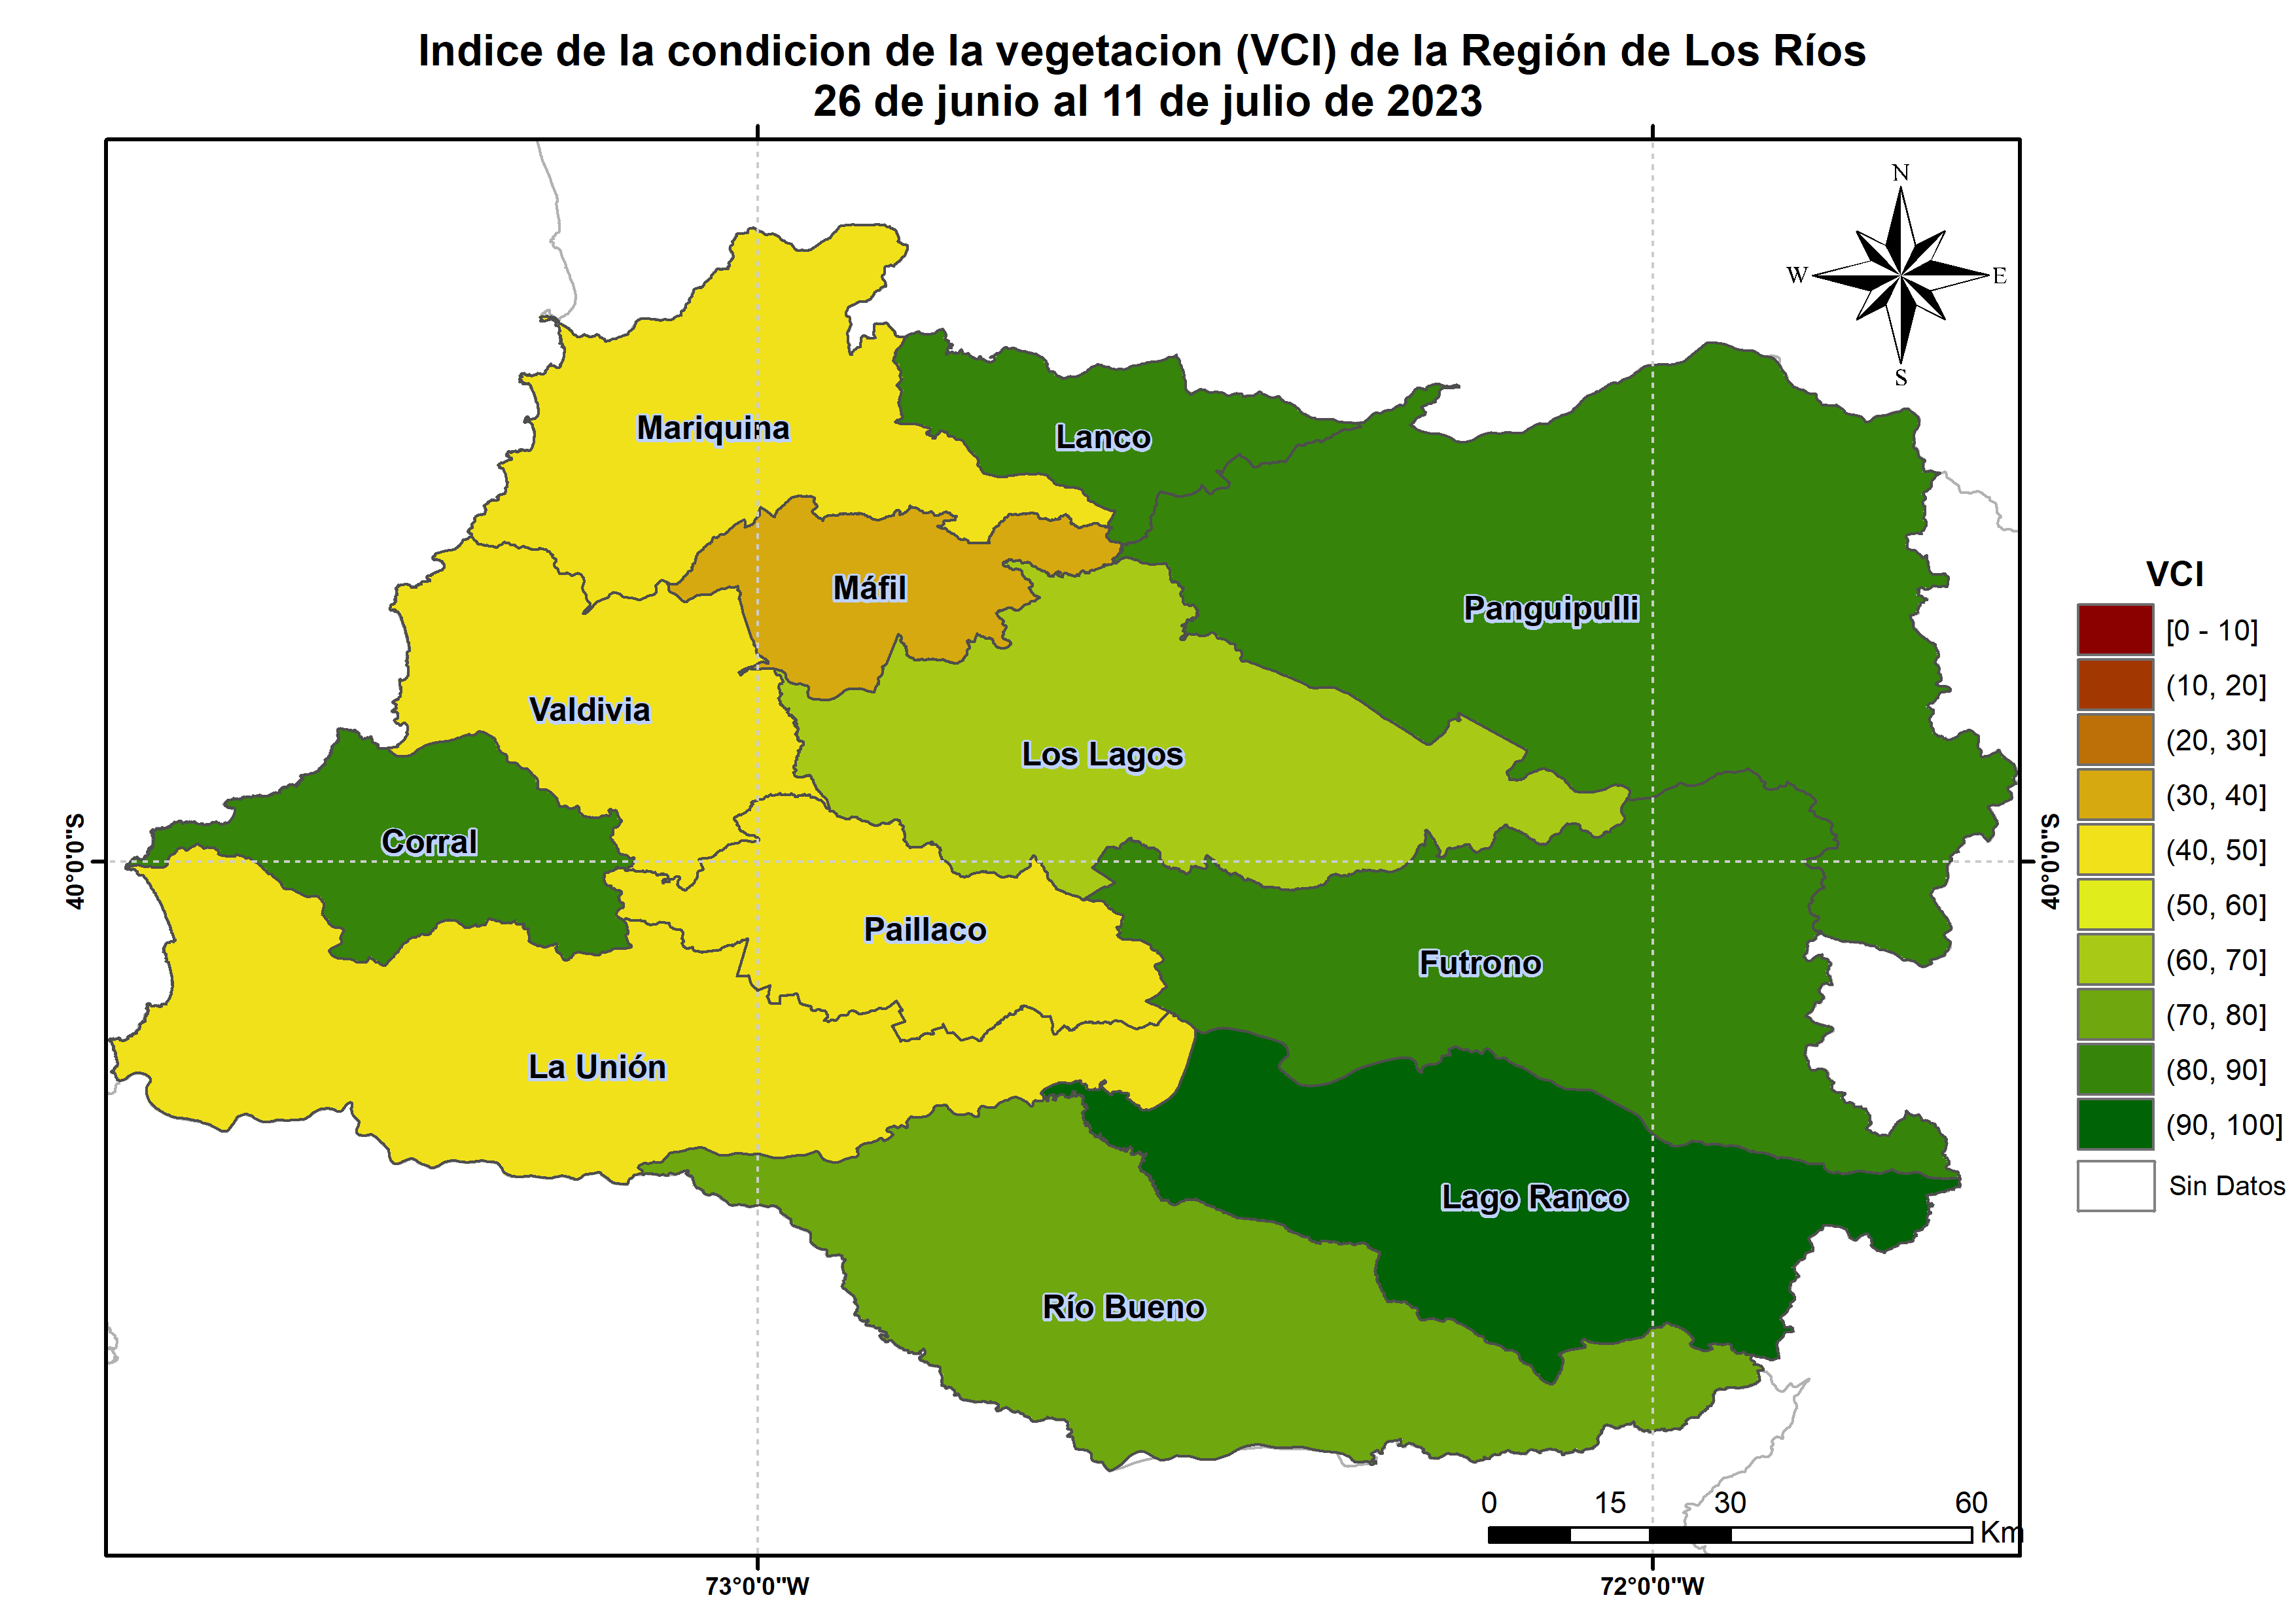 Indice de la condicion de la vegetacion (VCI) de la Región de Los Ríos
26 de junio al 11 de julio de 2023
N
W
E
S
Mariquina
Lanco
Máfil
Panguipulli
Valdivia
Los Lagos
Corral
Paillaco
Futrono
La Unión
Lago Ranco
Río Bueno
40°0'0"S
40°0'0"S
73°0'0"W
72°0'0"W
0 15 30 60
Km
VCI
[0 - 10]
(10, 20]
(20, 30]
(30, 40]
(40, 50]
(50, 60]
(60, 70]
(70, 80]
(80, 90]
(90, 100]
Sin Datos